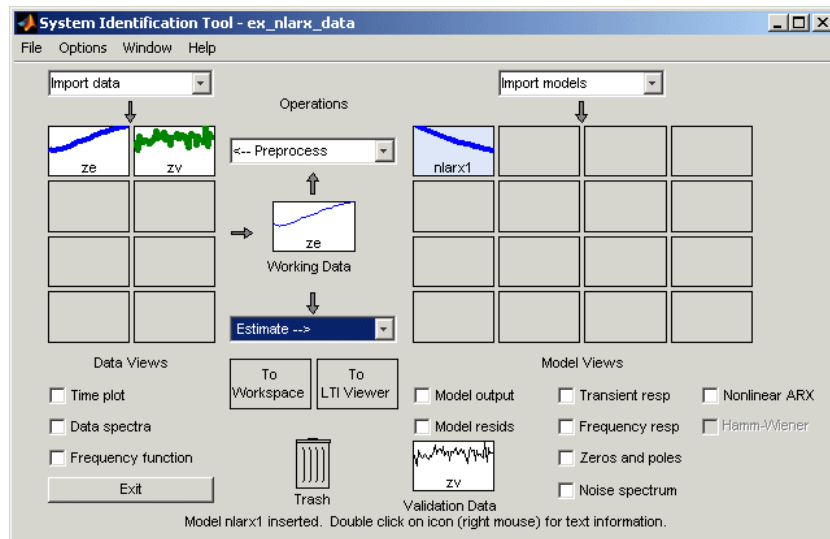 System Identification Tool - ex_nlarx_data
File Options Window Help
Import data
Operations
Import models
ze
zv
<-- Preprocess
nlarx1
ze
Working Data
Estimate -->
Data Views
To Workspace
To LTI Viewer
Model Views
Time plot
Data spectra
Frequency function
Exit
Trash
Model output
Model resids
zv
Validation Data
Transient resp
Frequency resp
Zeros and poles
Noise spectrum
Nonlinear ARX
Hamm-Wiener
Model nlarx1 inserted. Double click on icon (right mouse) for text information.